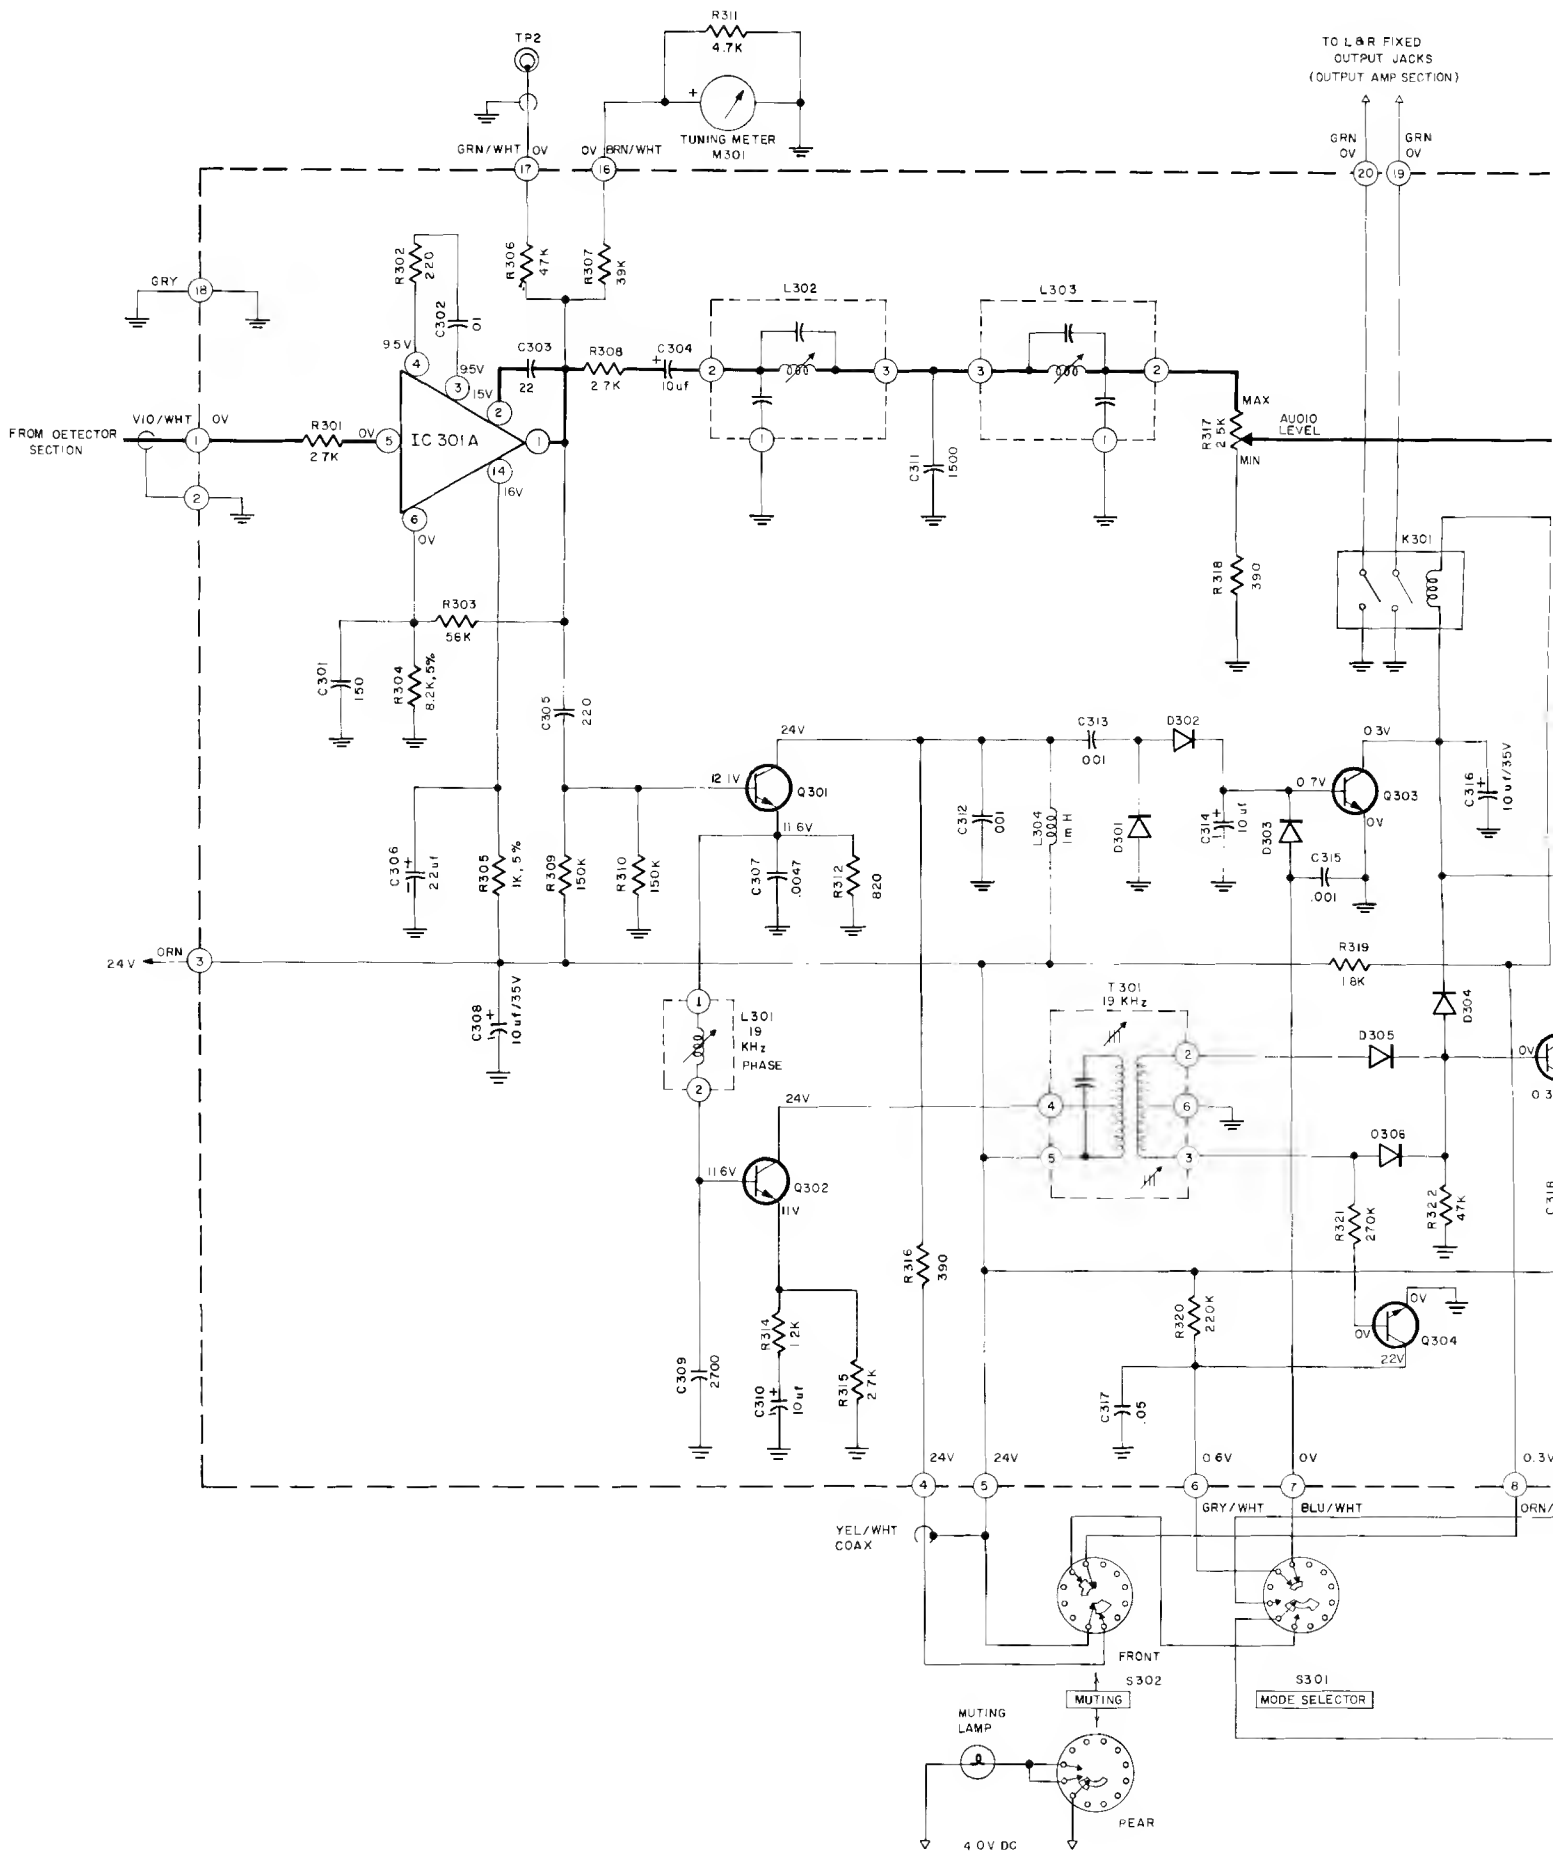 R311
4.7K
TP2
+
TUNING METER
M301
TO L & R FIXED
OUTPUT JACKS
(OUTPUT AMP SECTION)
GRN
0V
GRN
0V
GRN/WHT
0V
0V
BRN/WHT
17
16
20
19
R302
220
C302
.01
R306
47K
R307
39K
GRY
18
L302
L303
95V
4
95V
3
15V
2
C303
22
R308
2.7K
C304
+
10uf
2
3
3
2
1
1
C311
1500
MAX
R317
2.5K
MIN
AUDIO
LEVEL
FROM DETECTOR
SECTION
VIO/WHT
0V
1
2
R301
2.7K
0V
5
IC301A
1
14
16V
6
0V
R318
390
K301
R303
56K
C301
150
R304
8.2K, 5%
C305
220
24V
12.1V
Q301
11.6V
C313
.001
D302
0.3V
0.7V
Q303
0V
C316
+
10uf/35V
C312
.001
L304
1mH
D301
C314
+
10uf
D303
C315
.001
C306
+
2.2uf
R305
1K, 5%
R309
150K
R310
150K
C307
.0047
R312
820
24V
ORN
3
C308
+
10uf/35V
1
L301
19
KHz
PHASE
2
T301
19 KHz
R319
1.8K
D304
D305
2
0V
0.3
24V
4
6
5
3
D306
11.6V
Q302
11V
R321
270K
R322
47K
C318
R316
390
R320
220K
0V
0V
Q304
22V
R314
1.2K
C309
2700
C310
+
10uf
R315
2.7K
C317
.05
24V
24V
0.6V
0V
0.3V
4
5
6
7
8
GRY/WHT
BLU/WHT
ORN/
YEL/WHT
COAX
FRONT
S302
MUTING
S301
MODE SELECTOR
MUTING
LAMP
REAR
4.0V DC